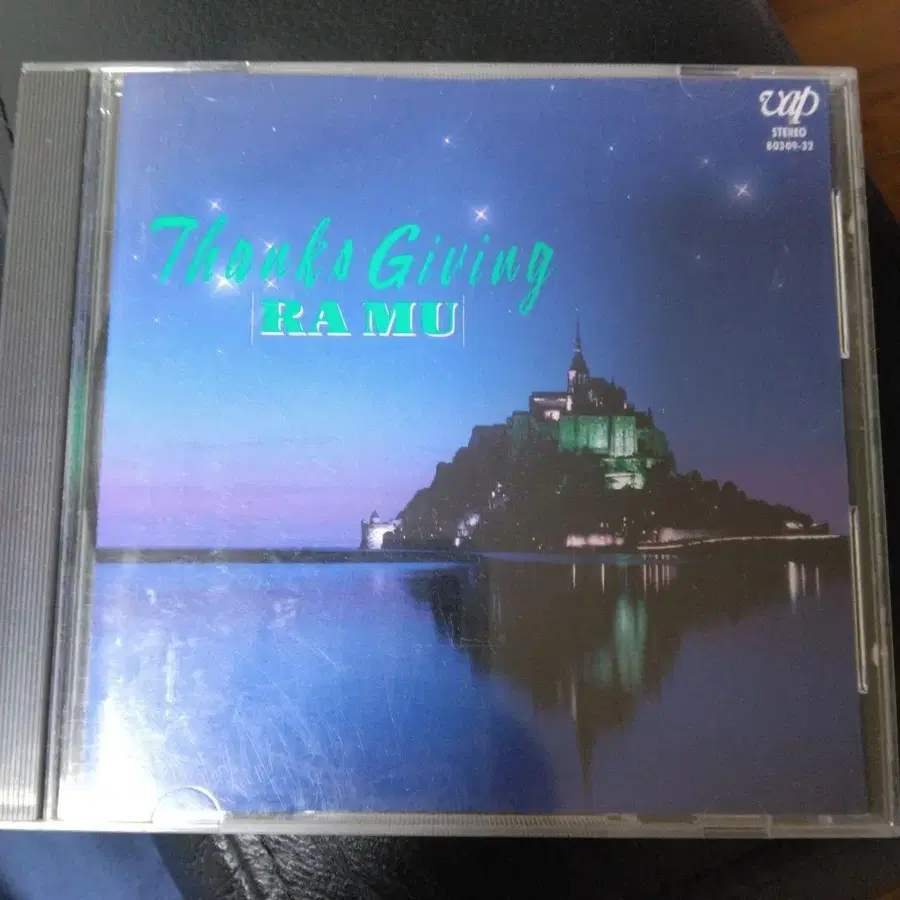 vap
STEREO
80309-32
Thanks Giving
RA MU